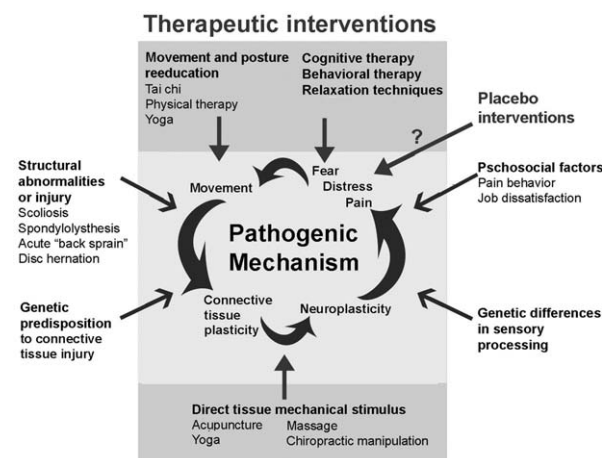 Therapeutic interventions
Movement and posture
reeducation
Tai chi
Physical therapy
Yoga
Cognitive therapy
Behavioral therapy
Relaxation techniques
Placebo
interventions
?
Structural
abnormalities
or injury
Scoliosis
Spondylolysthesis
Acute “back sprain”
Disc hernation
Movement
Fear
Distress
Pain
Pschosocial factors
Pain behavior
Job dissatisfaction
Pathogenic
Mechanism
Genetic
predisposition
to connective
tissue injury
Connective
tissue
plasticity
Neuroplasticity
Genetic differences
in sensory
processing
Direct tissue mechanical stimulus
Acupuncture
Yoga
Massage
Chiropractic manipulation